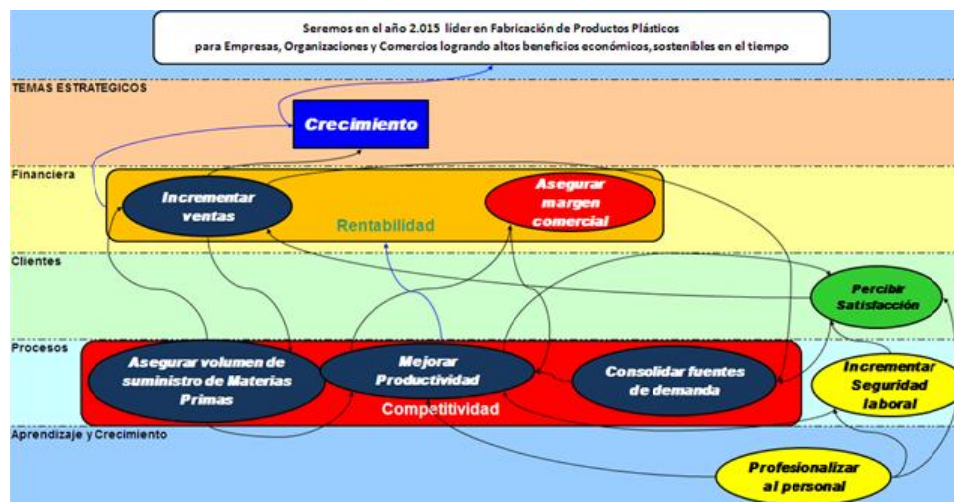 Seremos en el año 2.015 líder en Fabricación de Productos Plásticos
para Empresas, Organizaciones y Comercios logrando altos beneficios económicos, sostenibles en el tiempo
TEMAS ESTRATEGICOS
Crecimiento
Financiera
Incrementar
ventas
Asegurar
margen
comercial
Rentabilidad
Clientes
Percibir
Satisfacción
Procesos
Asegurar volumen de
suministro de Materias
Primas
Mejorar
Productividad
Consolidar fuentes
de demanda
Incrementar
Seguridad
laboral
Competitividad
Aprendizaje y Crecimiento
Profesionalizar
al personal